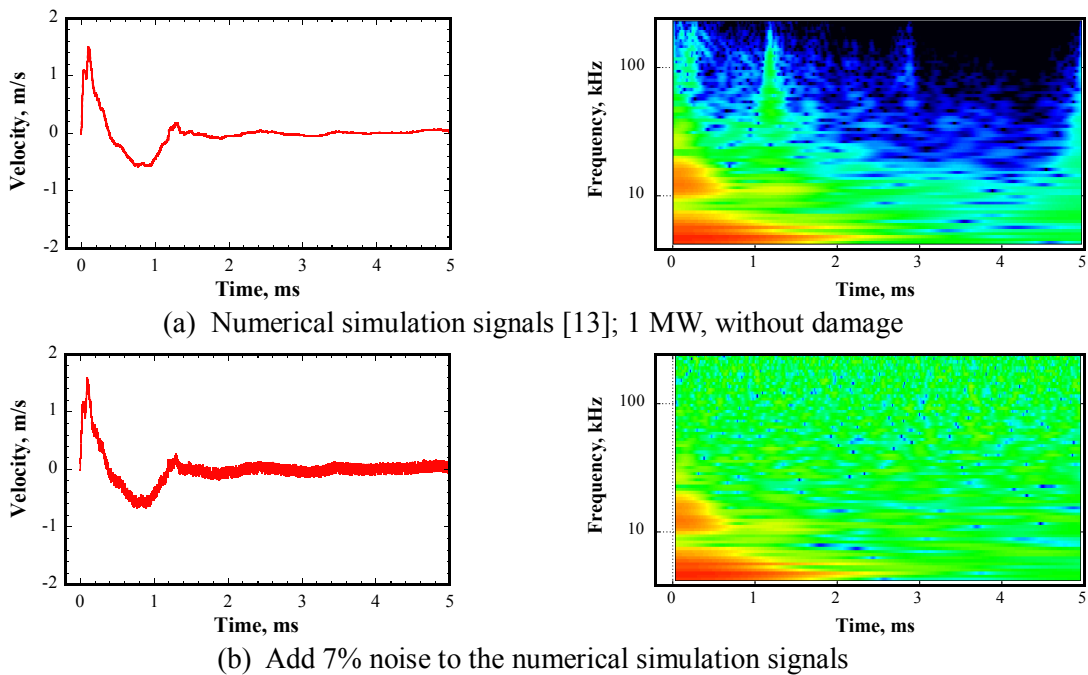 2
1
0
-1
-2
Velocity, m/s
0 1 2 3 4 5
Time, ms
100
10
Frequency, kHz
0 1 2 3 4 5
Time, ms
(a) Numerical simulation signals [13]; 1 MW, without damage
2
1
0
-1
-2
Velocity, m/s
0 1 2 3 4 5
Time, ms
100
10
Frequency, kHz
0 1 2 3 4 5
Time, ms
(b) Add 7% noise to the numerical simulation signals